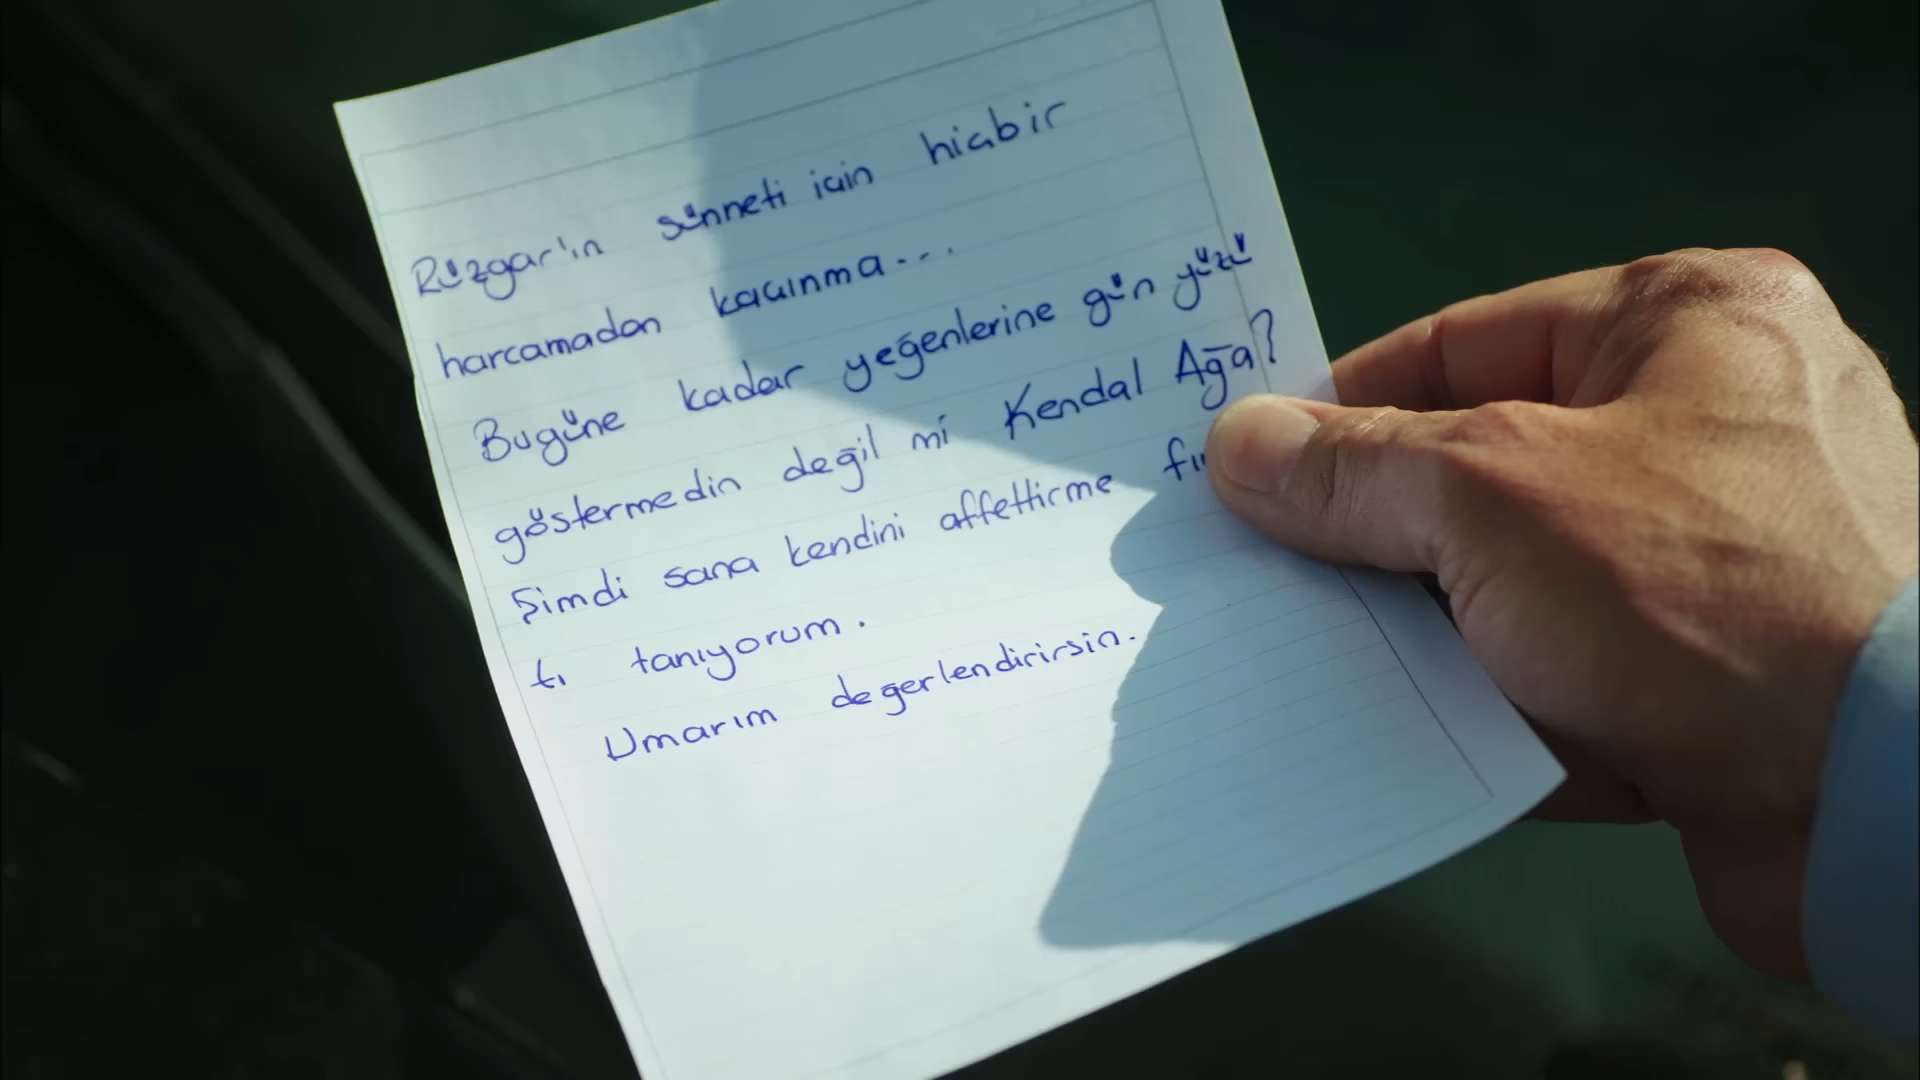 Rüzgar'ın sünneti için hiçbir
harcamadan kaçınma...
Bugüne kadar yeğenlerine gün yüzü
göstermedin değil mi Kendal Ağa?
Şimdi sana kendini affettirme
tı tanıyorum.
Umarım değerlendirirsin.